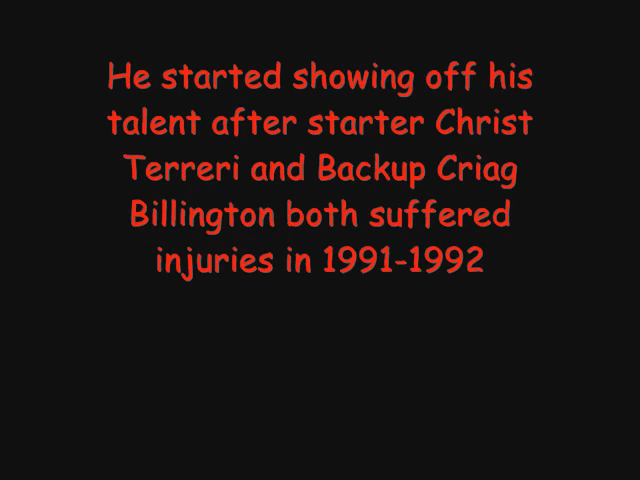 He started showing off his
talent after starter Christ
Terreri and Backup Criag
Billington both suffered
injuries in 1991-1992